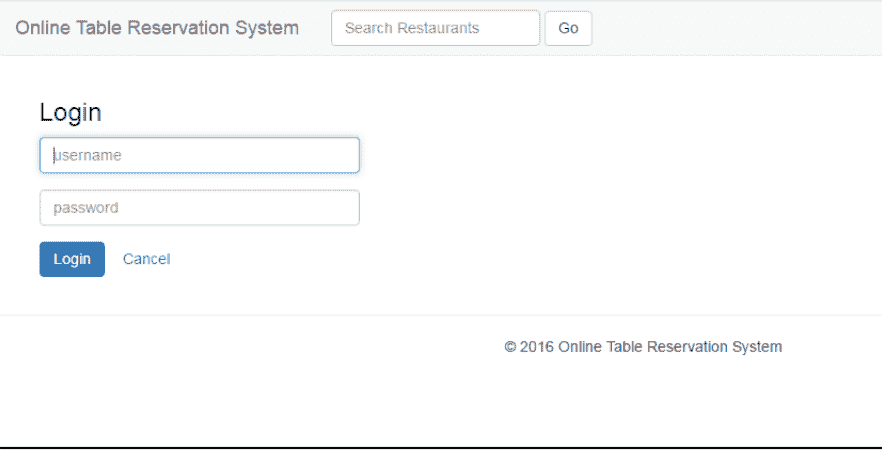 Online Table Reservation System Search Restaurants Go
Login
username
password
Login Cancel
© 2016 Online Table Reservation System